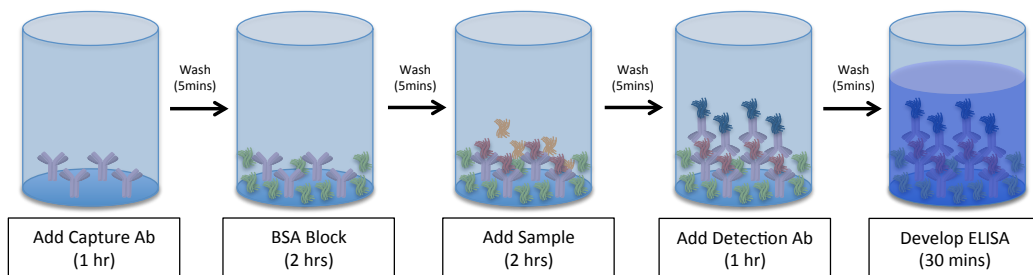 Wash
(5mins)
Wash
(5mins)
Wash
(5mins)
Wash
(5mins)
Add Capture Ab
(1 hr)
BSA Block
(2 hrs)
Add Sample
(2 hrs)
Add Detection Ab
(1 hr)
Develop ELISA
(30 mins)